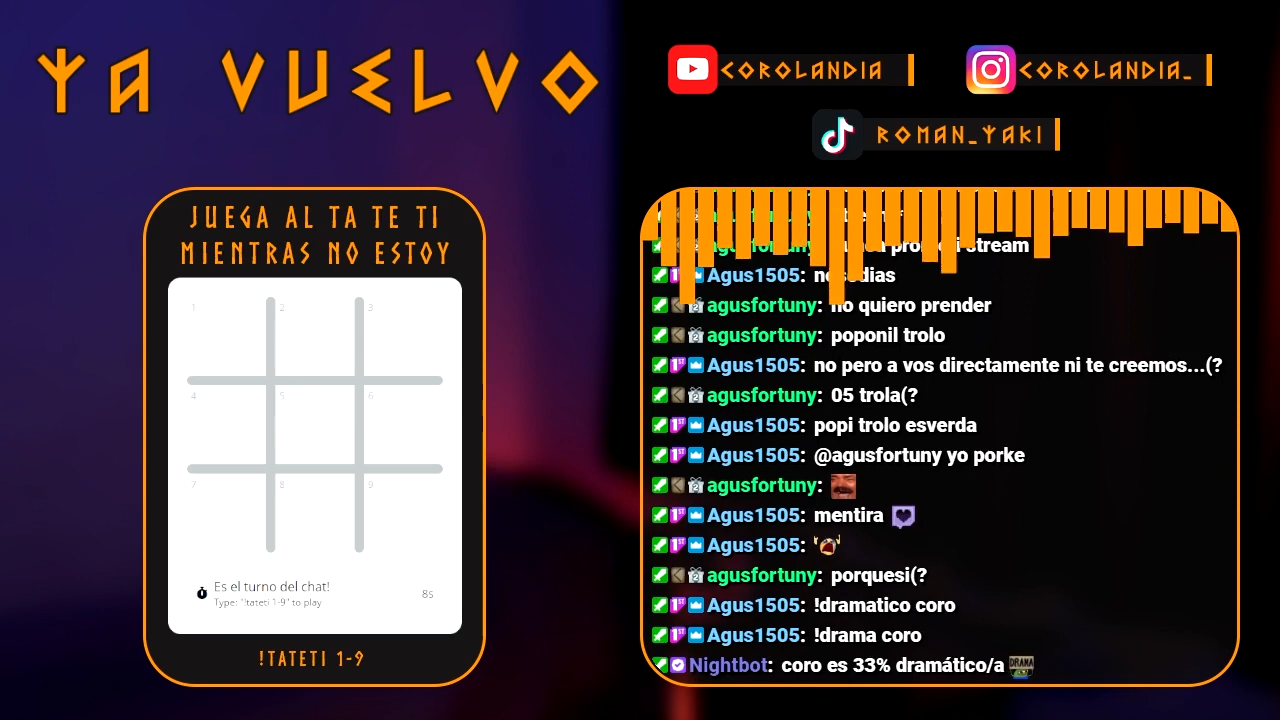 YA VUELVO
COROLANDIA
COROLANDIA_
ROMAN_YAKI
JUEGA AL TA TE TI
MIENTRAS NO ESTOY
1 2 3
4 5 6
7 8 9
Es el turno del chat!
Type: "!tateti 1-9" to play
8s
!TATETI 1-9
agusfortuny: stream
Agus1505: dias
agusfortuny: no quiero prender
agusfortuny: poponil trolo
Agus1505: no pero a vos directamente ni te creemos...(?
agusfortuny: 05 trola(?
Agus1505: popi trolo esverda
Agus1505: @agusfortuny yo porke
agusfortuny:
Agus1505: mentira
Agus1505:
agusfortuny: porquesi(?
Agus1505: !dramatico coro
Agus1505: !drama coro
Nightbot: coro es 33% dramático/a DRAMA